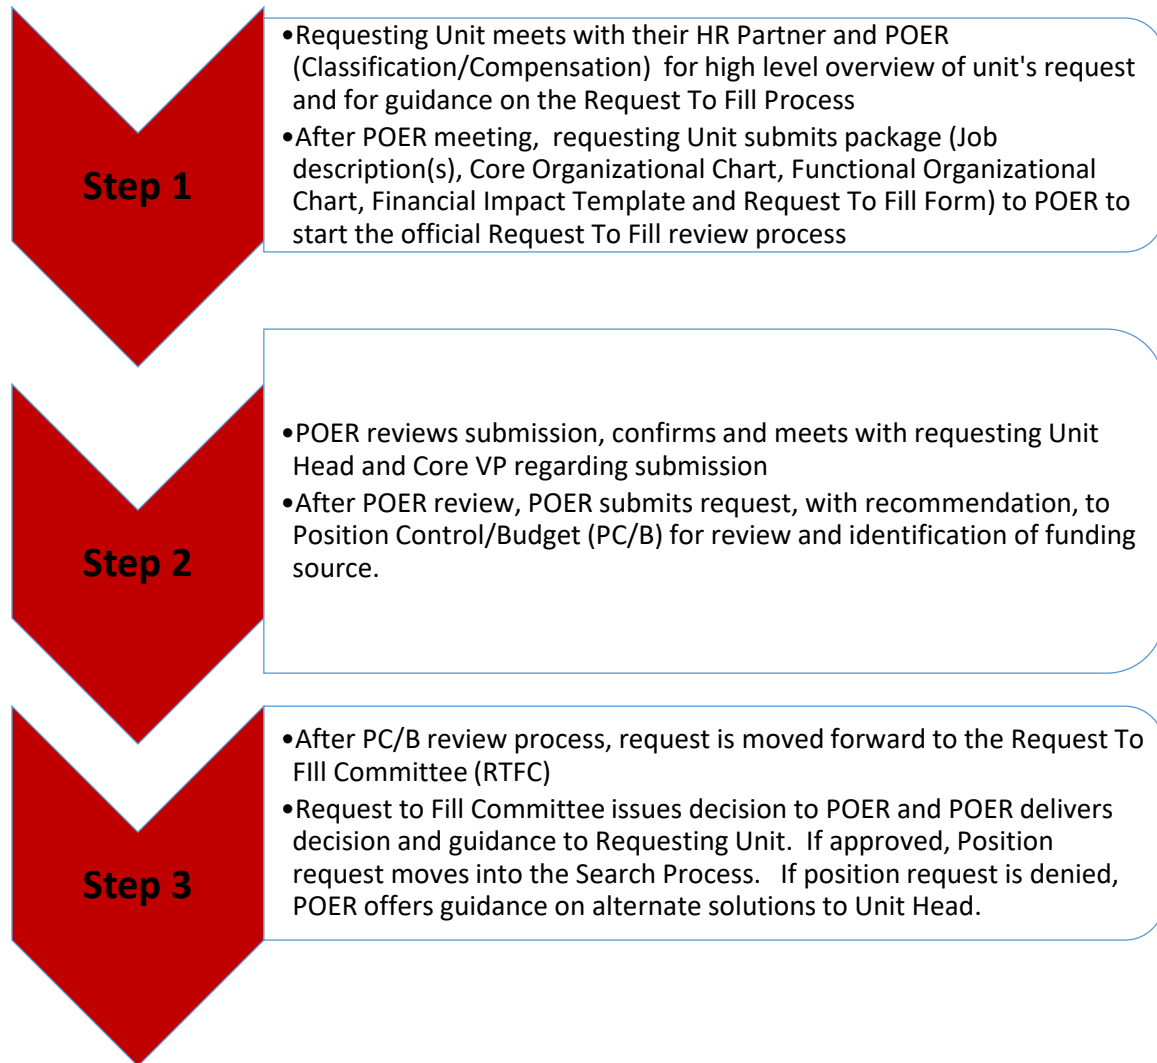 Step 1
•Requesting Unit meets with their HR Partner and POER
(Classification/Compensation)  for high level overview of unit's request
and for guidance on the Request To Fill Process
•After POER meeting,  requesting Unit submits package (Job
description(s), Core Organizational Chart, Functional Organizational
Chart, Financial Impact Template and Request To Fill Form) to POER to
start the official Request To Fill review process
Step 2
•POER reviews submission, confirms and meets with requesting Unit
Head and Core VP regarding submission
•After POER review, POER submits request, with recommendation, to
Position Control/Budget (PC/B) for review and identification of funding
source.
Step 3
•After PC/B review process, request is moved forward to the Request To
FIll Committee (RTFC)
•Request to Fill Committee issues decision to POER and POER delivers
decision and guidance to Requesting Unit.  If approved, Position
request moves into the Search Process.   If position request is denied,
POER offers guidance on alternate solutions to Unit Head.